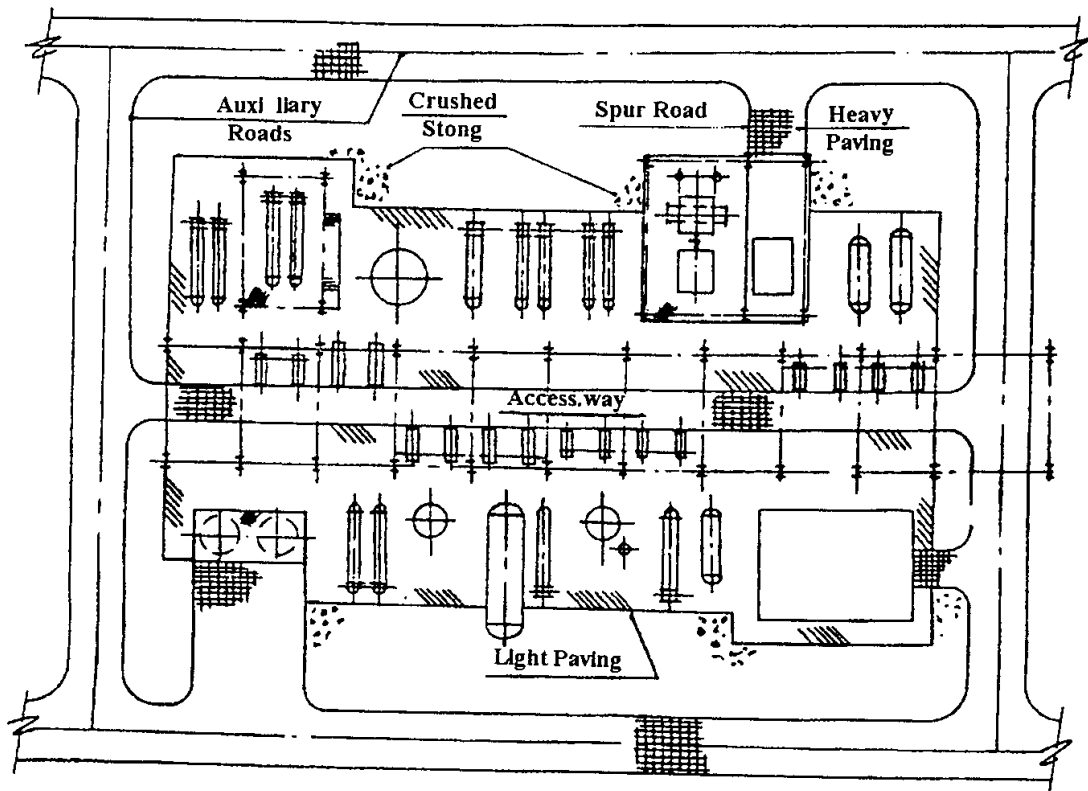 Auxi liary
Roads
Crushed
Stong
Spur Road
Heavy
Paving
Access.way
Light Paving